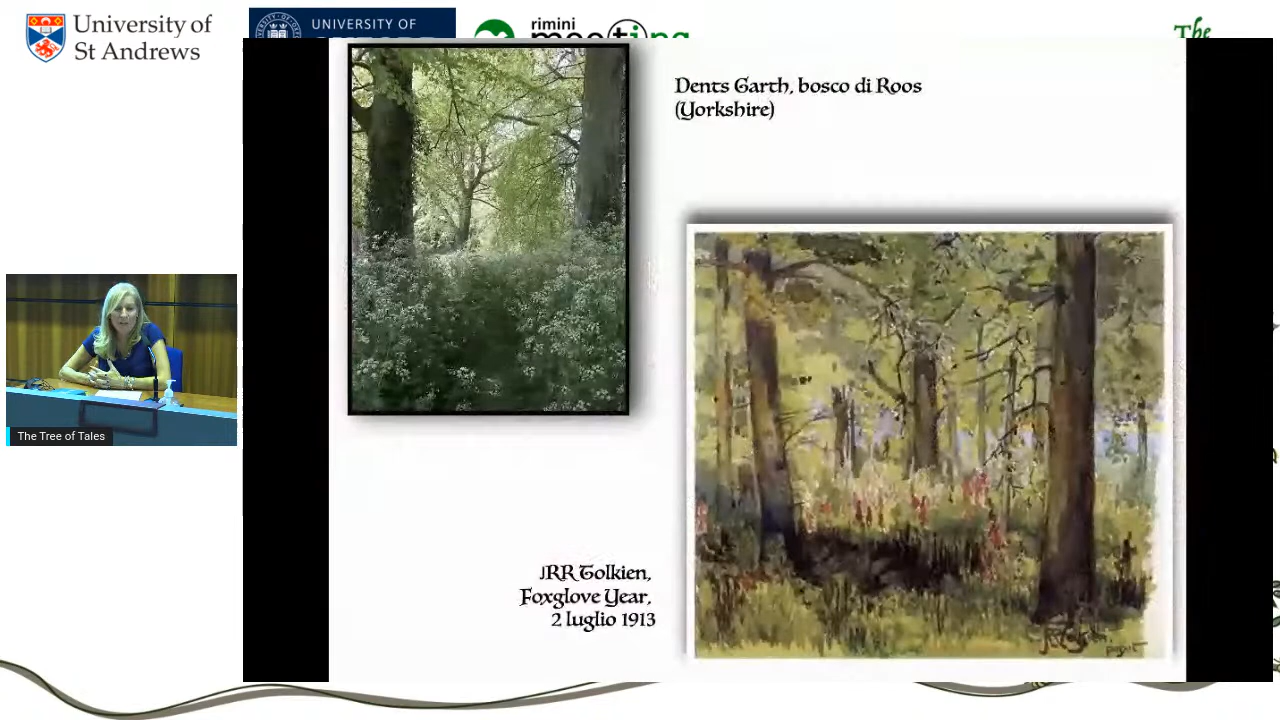 University of
St Andrews
UNIVERSITY OF
rimini
meeting
The
Dents Garth, bosco di Roos
(Yorkshire)
The Tree of Tales
JRR Tolkien,
Foxglove Year,
2 luglio 1913